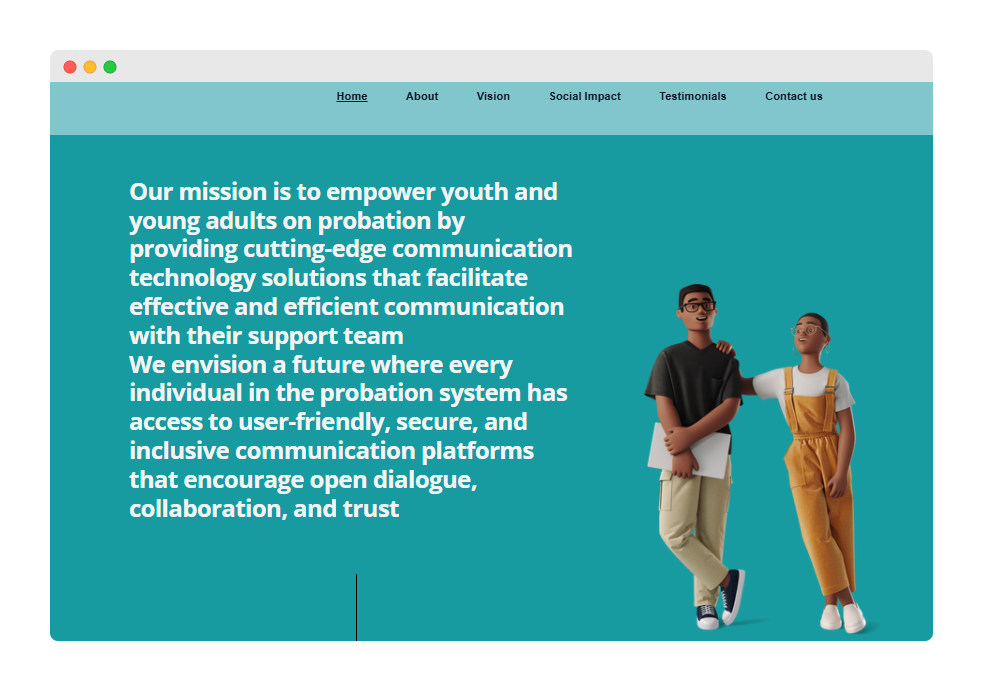 Home About Vision Social Impact Testimonials Contact us
Our mission is to empower youth and
young adults on probation by
providing cutting-edge communication
technology solutions that facilitate
effective and efficient communication
with their support team
We envision a future where every
individual in the probation system has
access to user-friendly, secure, and
inclusive communication platforms
that encourage open dialogue,
collaboration, and trust